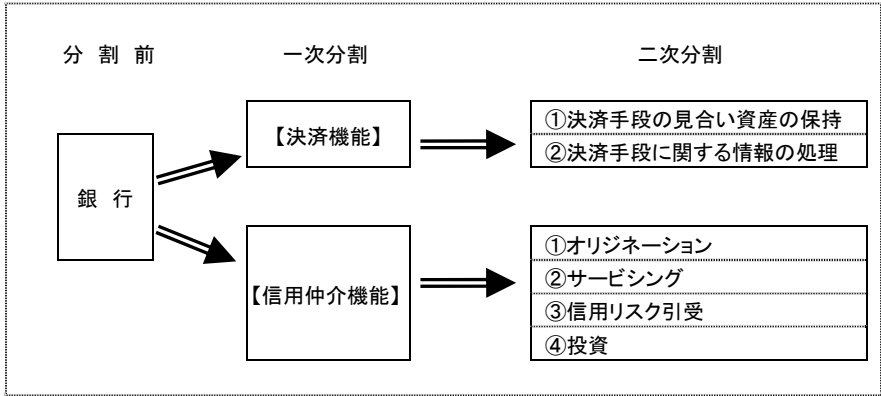 分 割 前
一次分割
二次分割
銀 行
【決済機能】
①決済手段の見合い資産の保持
②決済手段に関する情報の処理
【信用仲介機能】
①オリジネーション
②サービシング
③信用リスク引受
④投資